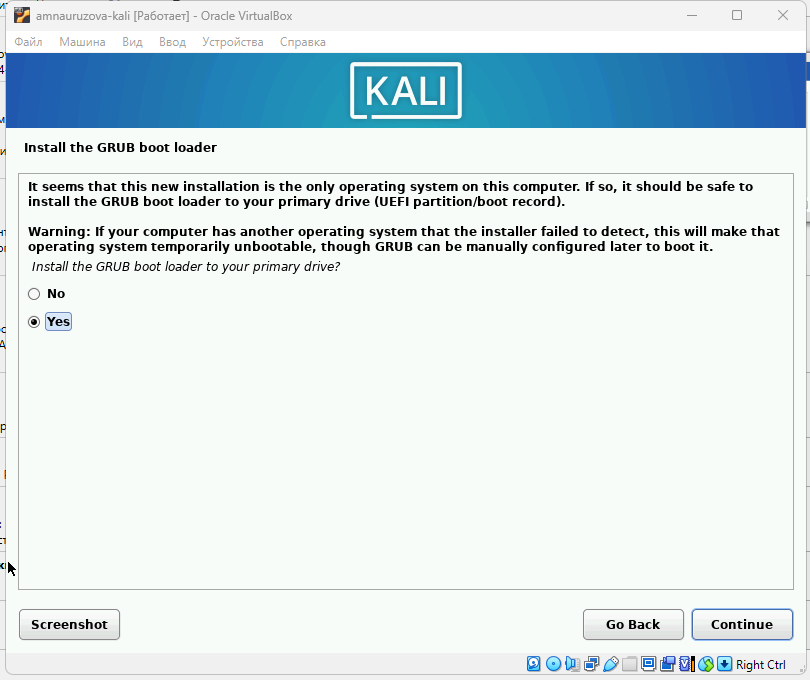 amnauruzova-kali [Работает] - Oracle VirtualBox
Файл Машина Вид Ввод Устройства Справка
KALI
Install the GRUB boot loader
It seems that this new installation is the only operating system on this computer. If so, it should be safe to
install the GRUB boot loader to your primary drive (UEFI partition/boot record).
Warning: If your computer has another operating system that the installer failed to detect, this will make that
operating system temporarily unbootable, though GRUB can be manually configured later to boot it.
Install the GRUB boot loader to your primary drive?
No
Yes
Screenshot Go Back Continue
Right Ctrl